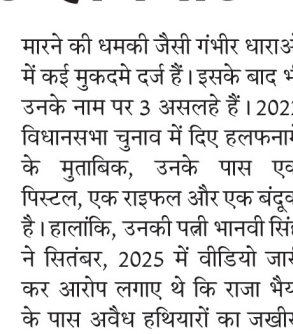 मारने की धमकी जैसी गंभीर धाराओं
में कई मुकदमे दर्ज हैं। इसके बाद भी
उनके नाम पर 3 असलहे हैं। 202
विधानसभा चुनाव में दिए हलफनामे
के मुताबिक, उनके पास एक
पिस्टल, एक राइफल और एक बंदूक
है। हालांकि, उनकी पत्नी भानवी सिंह
ने सितंबर, 2025 में वीडियो जारी
कर आरोप लगाए थे कि राजा भैया
के पास अवैध हथियारों का जखीरा